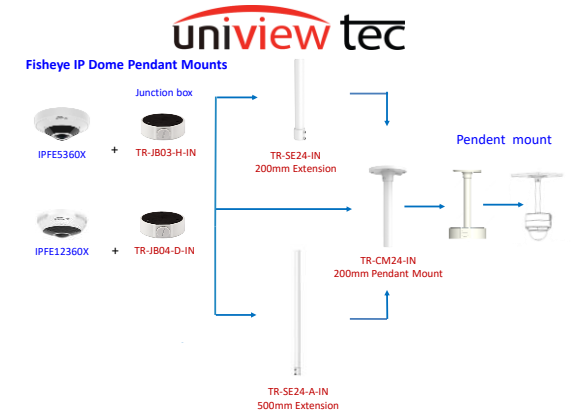 uniview tec
Fisheye IP Dome Pendant Mounts
Junction box
IPFE5360X
+
TR-JB03-H-IN
TR-SE24-IN
200mm Extension
Pendent mount
IPFE12360X
+
TR-JB04-D-IN
TR-CM24-IN
200mm Pendant Mount
TR-SE24-A-IN
500mm Extension